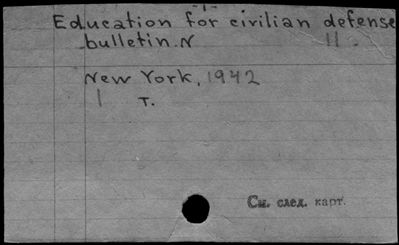 Education for civilian defense
bulletin. N 11.
New York, 1942
1 т.
См. след. карт.